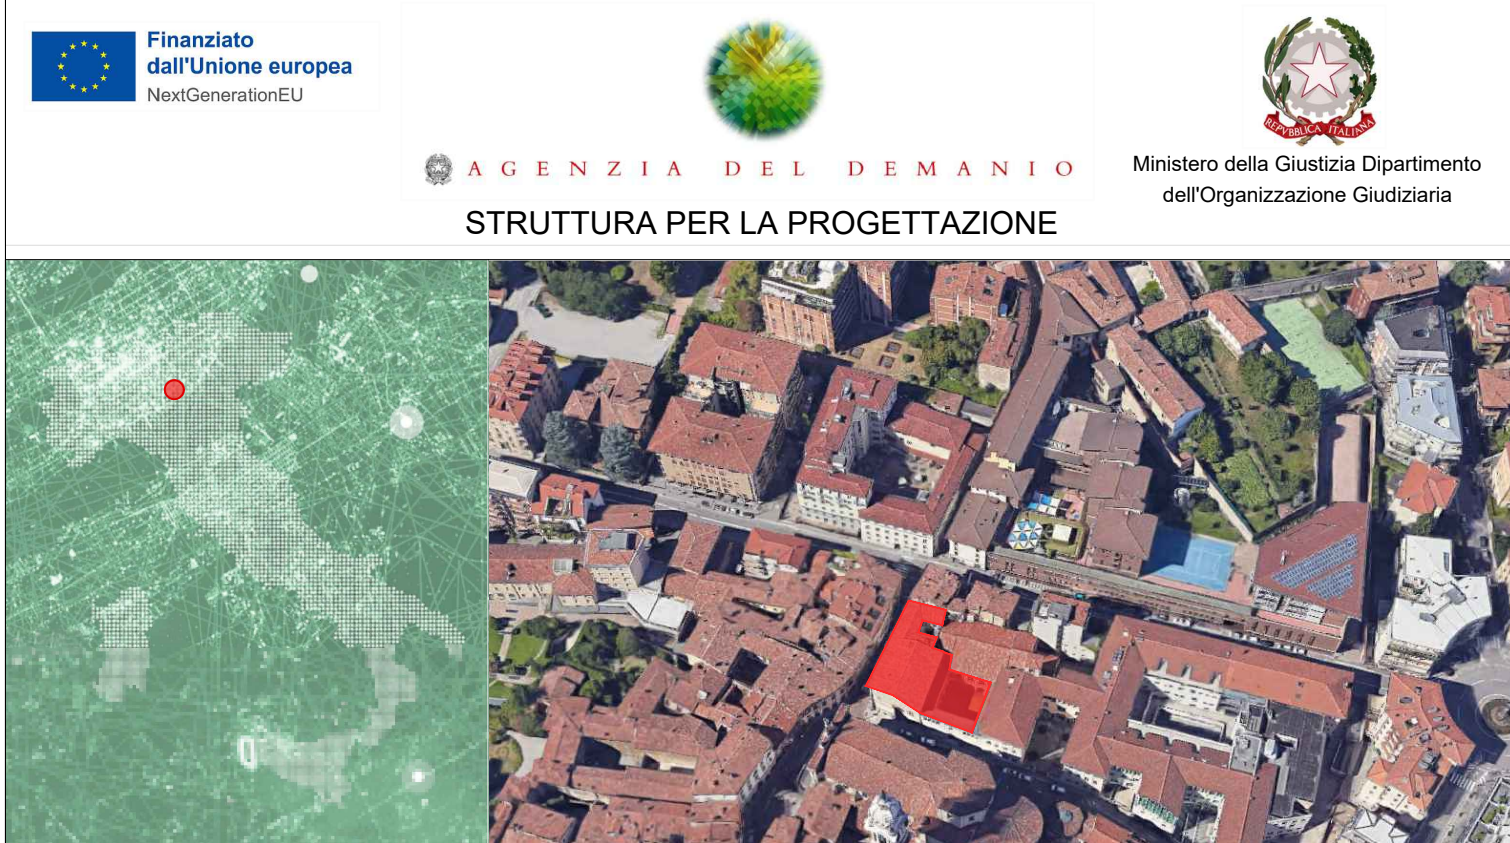 Finanziato
dall'Unione europea
NextGenerationEU
AGENZIA DEL DEMANIO
REPVBBLICA ITALIANA
Ministero della Giustizia Dipartimento
dell'Organizzazione Giudiziaria
STRUTTURA PER LA PROGETTAZIONE